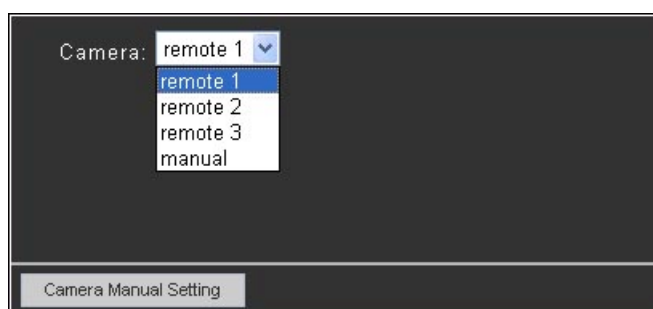 Camera: remote 1
remote 1
remote 2
remote 3
manual
Camera Manual Setting